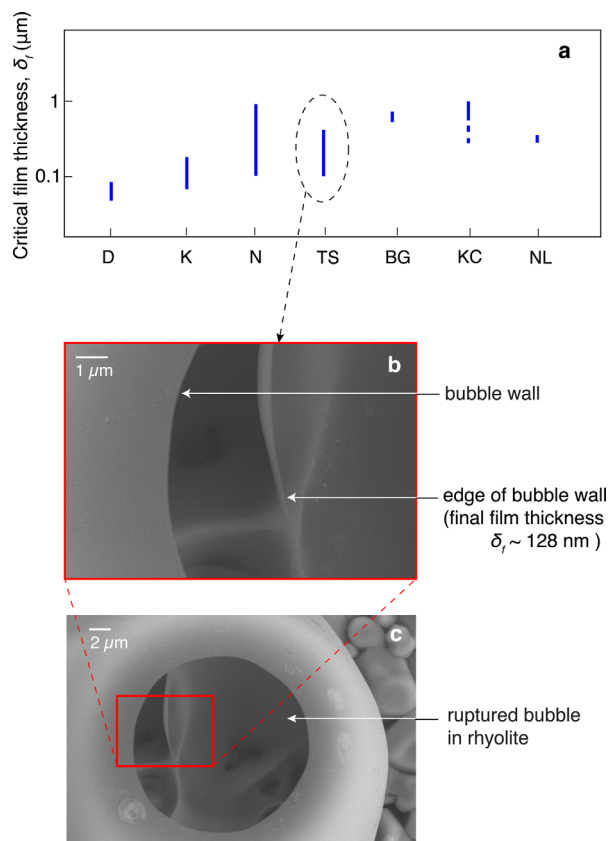 Critical film thickness, δf (μm)
a
1
0.1
D K N TS BG KC NL
1 μm
b
bubble wall
edge of bubble wall
(final film thickness
δf ~ 128 nm )
2 μm
c
ruptured bubble
in rhyolite